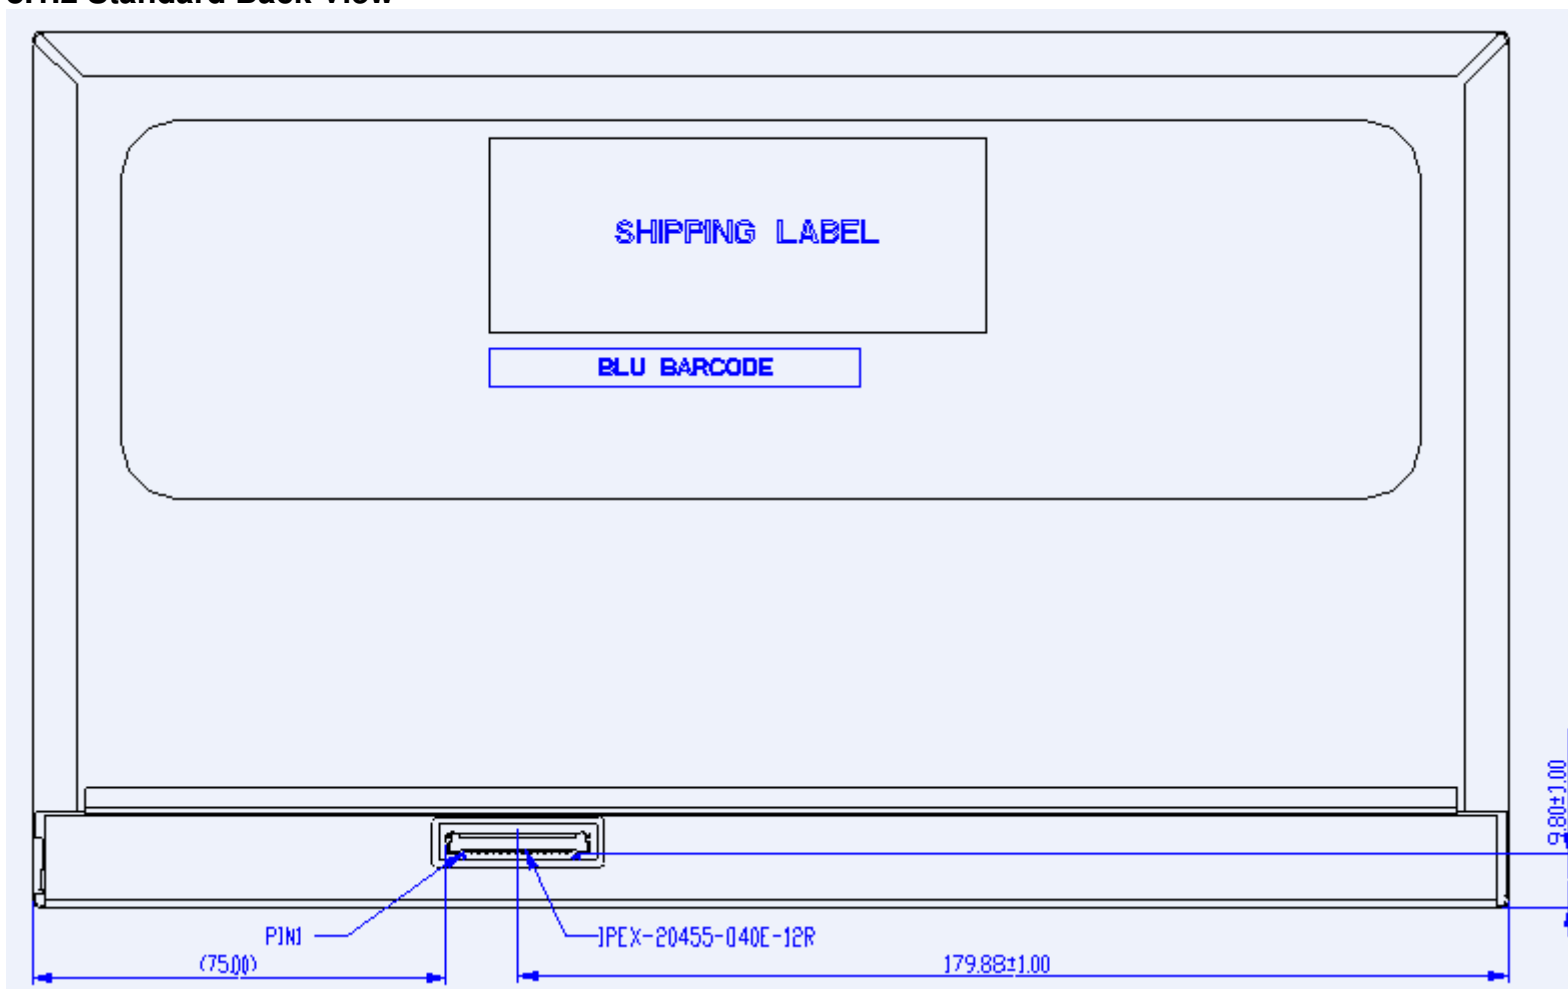 SHIPPING LABEL
BLU BARCODE
9.80±1.00
PIN1
IPEX-20455-040E-12R
(75.00)
179.88±1.00